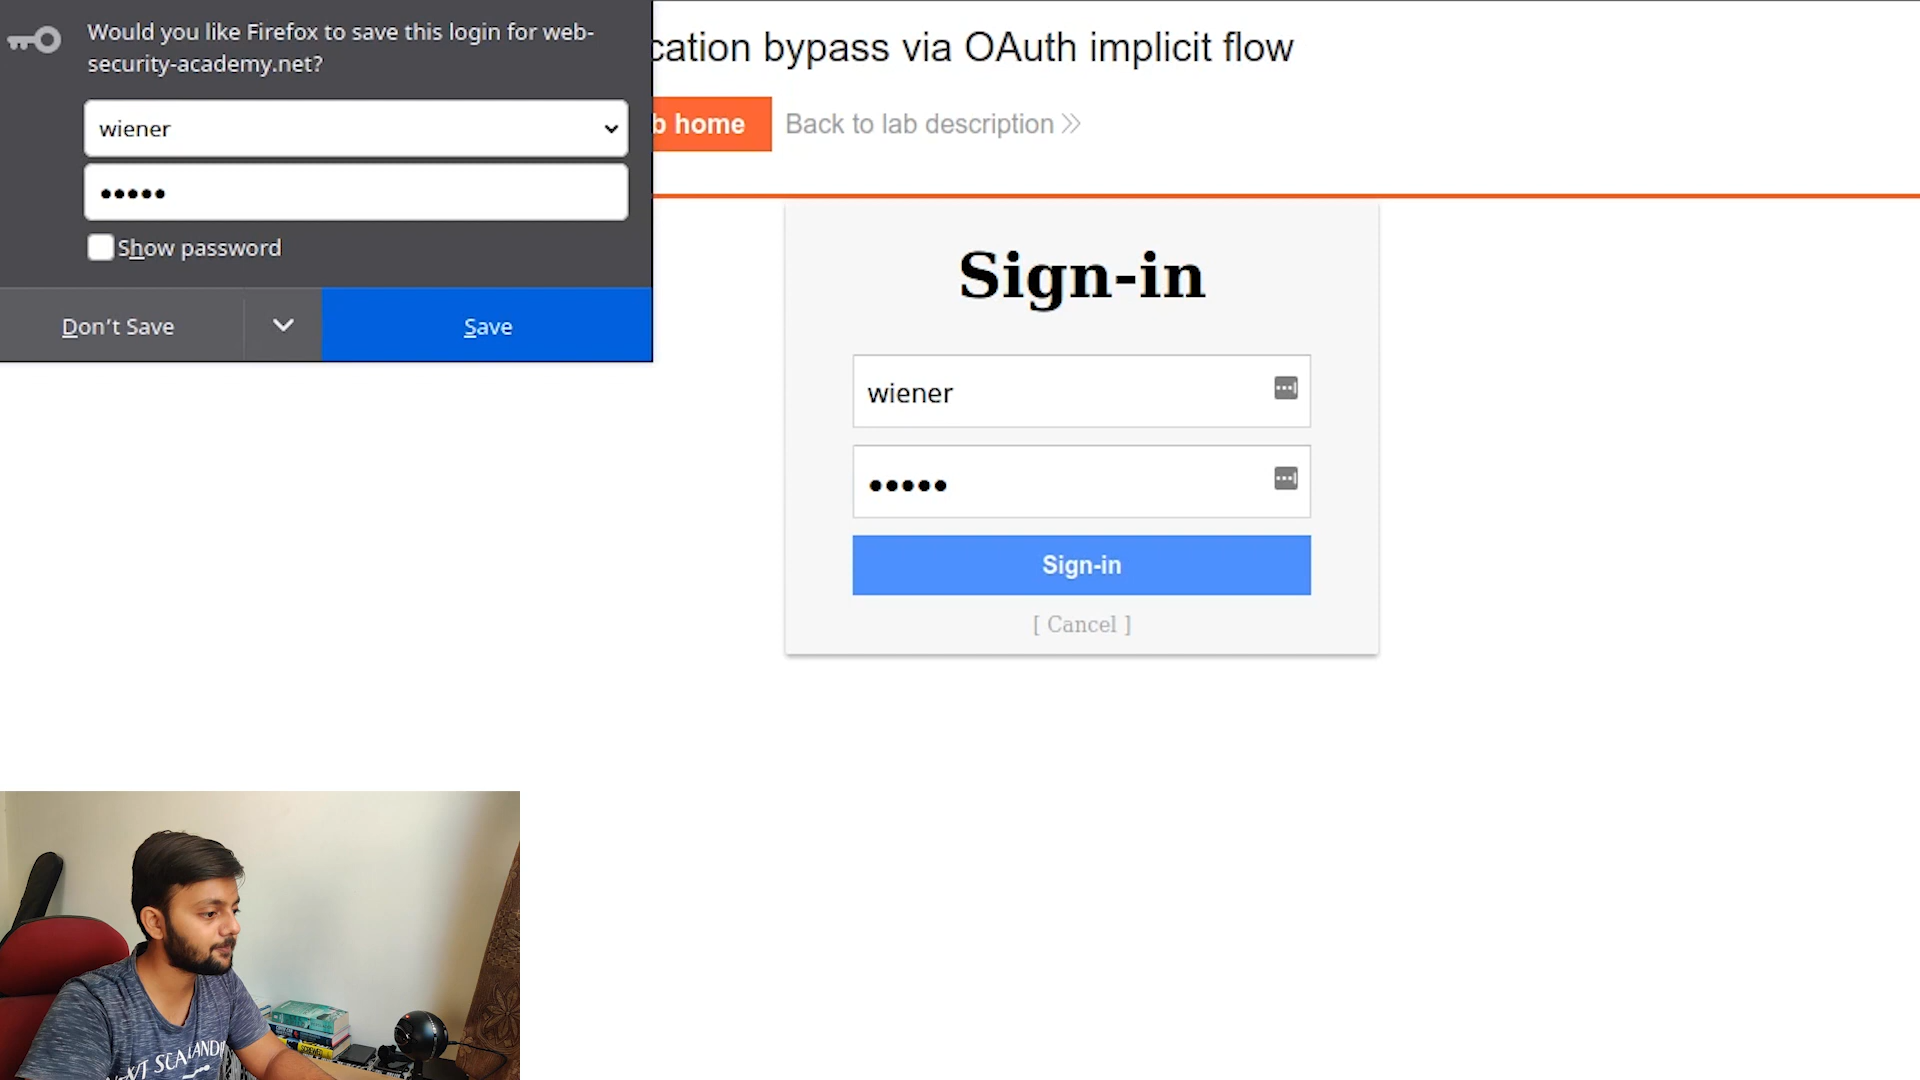 Would you like Firefox to save this login for web-
security-academy.net?
wiener
•••••
Show password
Don't Save
Save
cation bypass via OAuth implicit flow
b home
Back to lab description
Sign-in
wiener
•••••
Sign-in
[ Cancel ]